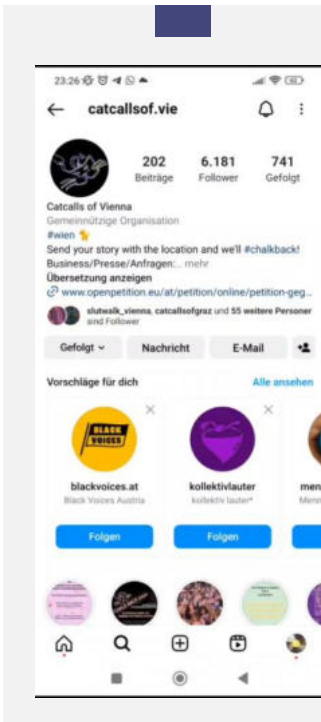 23:26
catcallsof.vie
202 6.181 741
Beiträge Follower Gefolgt
Catcalls of Vienna
Gemeinnützige Organisation
#wien
Send your story with the location and we'll #chalkback!
Business/Presse/Anfragen:... mehr
Übersetzung anzeigen
www.openpetition.eu/at/petition/online/petition-geg...
slutwalk_vienna, catcallsofgraz und 55 weitere Personen
sind Follower
Gefolgt Nachricht E-Mail
Vorschläge für dich Alle ansehen
BLACK
VOICES
blackvoices.at kollektivlauter men
Black Voices Austria kollektiv lauter* Menn
Folgen Folgen